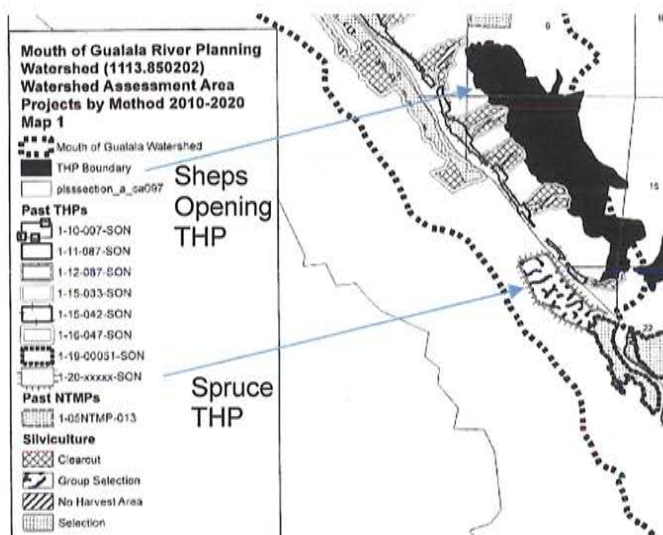 Mouth of Gualala River Planning
Watershed (1113.850202)
Watershed Assessment Area
Projects by Method 2010-2020
Map 1
Mouth of Gualala Watershed
THP Boundary
plsssection_a_ca097
Past THPs
1-10-007-SON
1-11-087-SON
1-12-087-SON
1-15-033-SON
1-15-042-SON
1-16-047-SON
1-19-00051-SON
1-20-xxxxx-SON
Past NTMPs
1-05NTMP-013
Silviculture
Clearcut
Group Selection
No Harvest Area
Selection
Sheps
Opening
THP
Spruce
THP
9
15
22